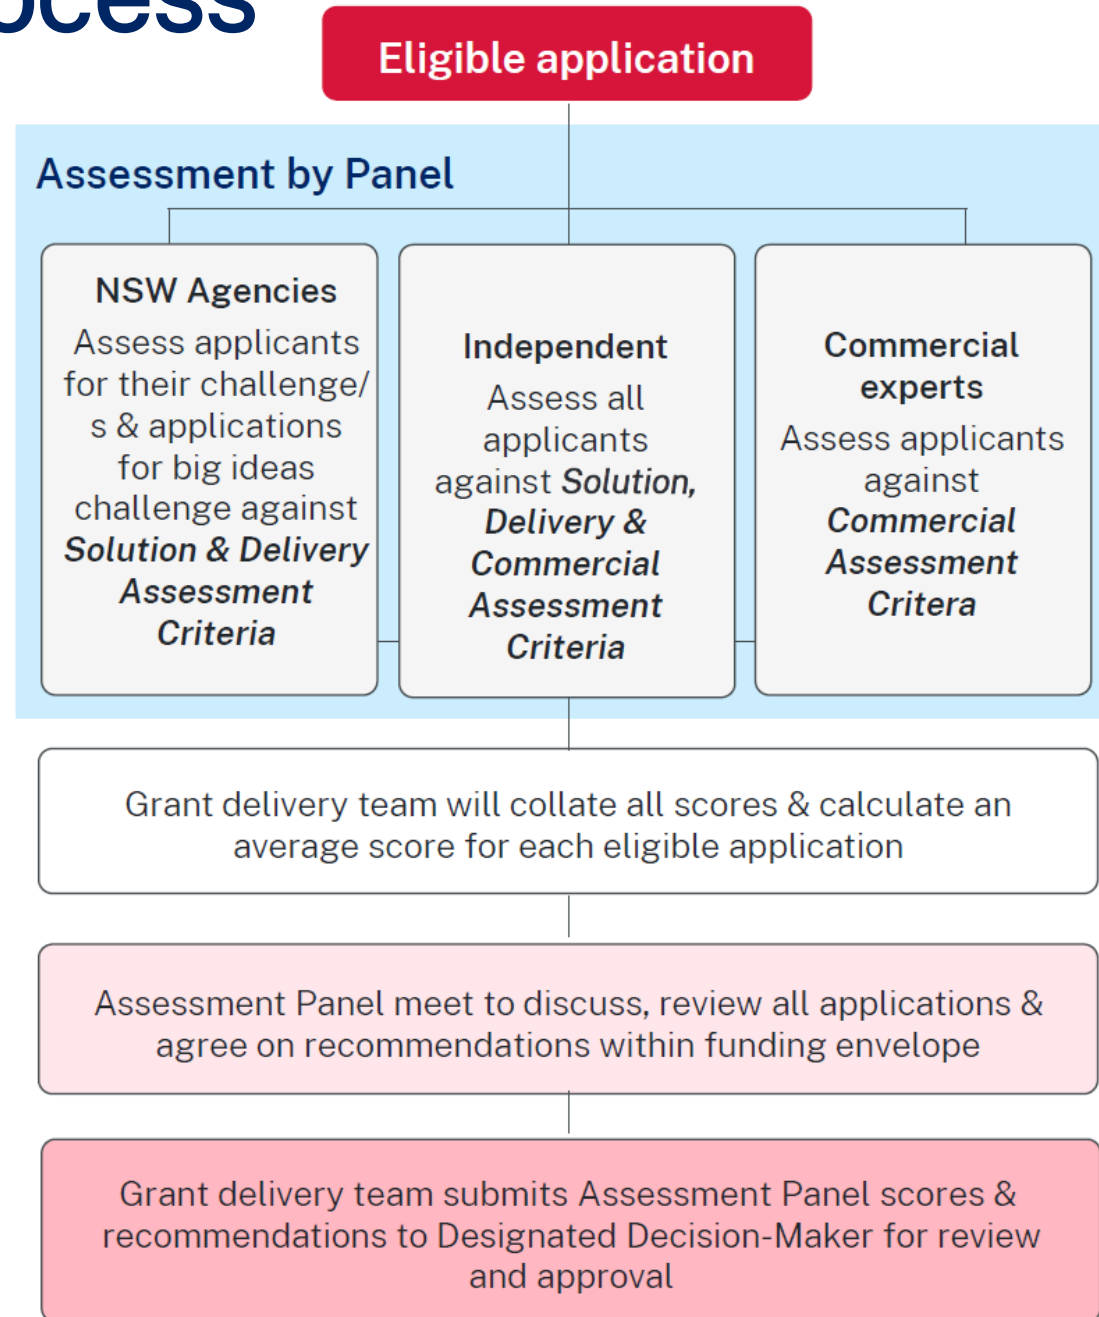 ocess
Eligible application
Assessment by Panel
NSW Agencies
Assess applicants
for their challenge/
s & applications
for big ideas
challenge against
Solution & Delivery
Assessment
Criteria
Independent
Assess all
applicants
against Solution,
Delivery &
Commercial
Assessment
Criteria
Commercial
experts
Assess applicants
against
Commercial
Assessment
Critera
Grant delivery team will collate all scores & calculate an
average score for each eligible application
Assessment Panel meet to discuss, review all applications &
agree on recommendations within funding envelope
Grant delivery team submits Assessment Panel scores &
recommendations to Designated Decision-Maker for review
and approval